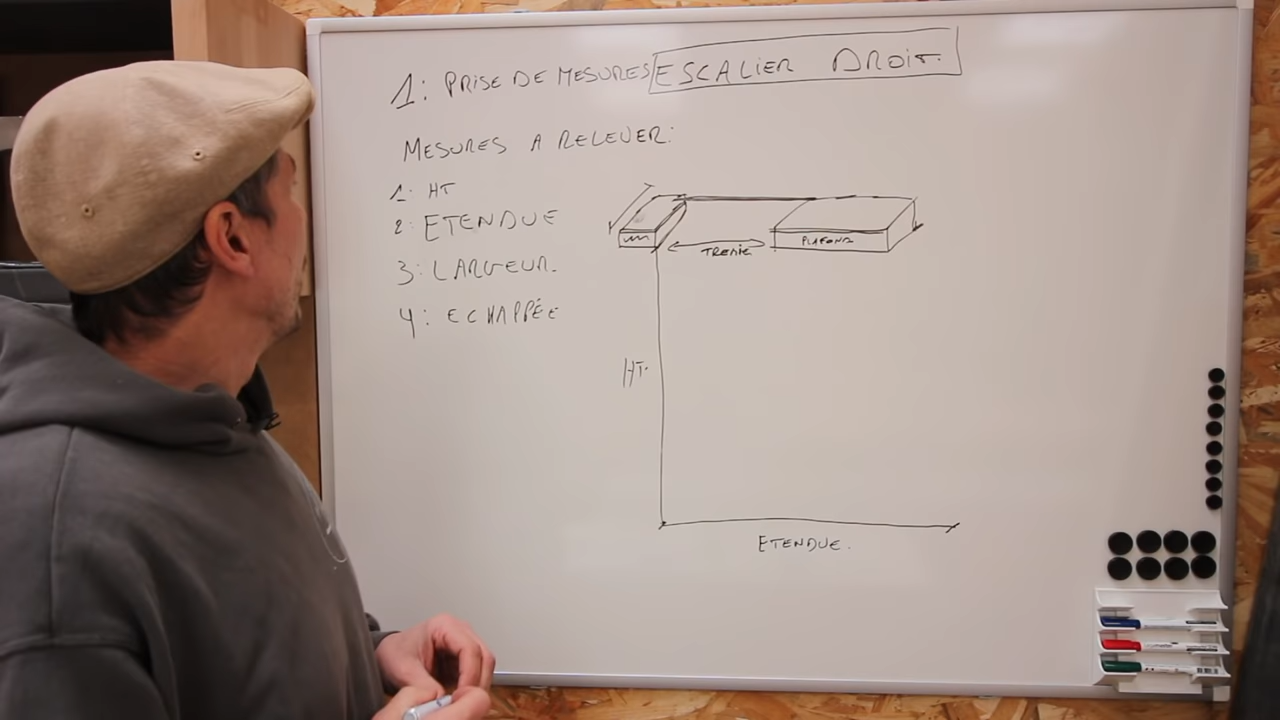 1: PRISE DE MESURES ESCALIER DROIT.
MESURES A RELEVER:
1: HT
2: ETENDUE
3: LARGEUR.
4: ECHAPPÉE
PLAFOND
TREMIE
HT.
ETENDUE.